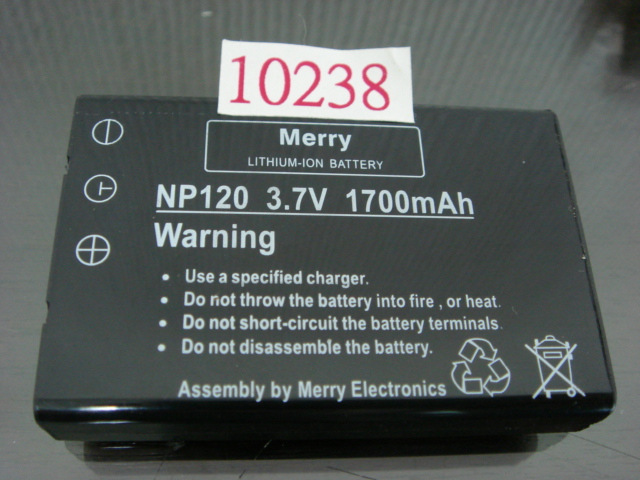 10238
Merry
LITHIUM-ION BATTERY
NP120 3.7V 1700mAh
Warning
• Use a specified charger.
• Do not throw the battery into fire , or heat.
• Do not short-circuit the battery terminals.
• Do not disassemble the battery.
Assembly by Merry Electronics